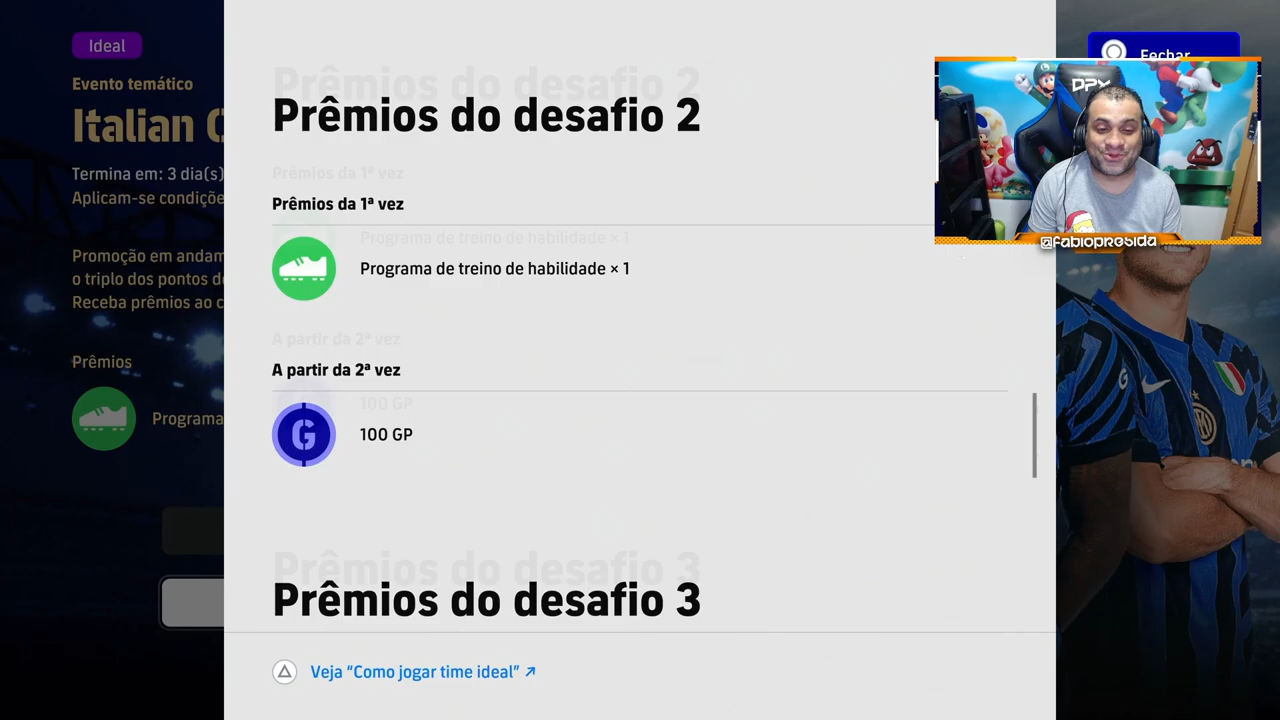 Ideal
Evento temático
Italian C
Termina em: 3 dia(s)
Aplicam-se condiçõe
Promoção em andam
o triplo dos pontos d
Receba prêmios ao c
Prêmios
Programa
Prêmios do desafio 2
Prêmios da 1ª vez
Programa de treino de habilidade × 1
A partir da 2ª vez
G
100 GP
Prêmios do desafio 3
Veja “Como jogar time ideal”
Fechar
DPX
@fabiopresida